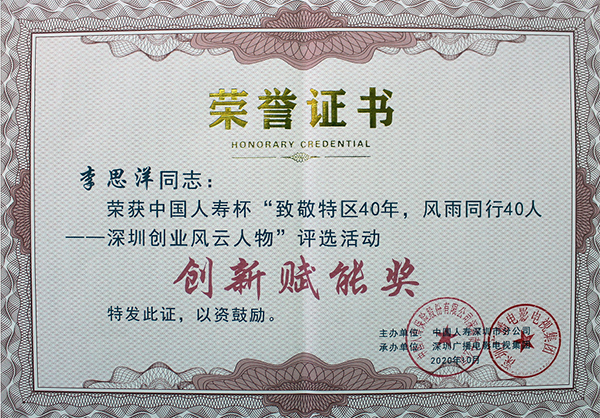 荣誉证书
HONORARY CREDENTIAL
李思洋同志：
荣获中国人寿杯“致敬特区40年，风雨同行40人
——深圳创业风云人物”评选活动
创新赋能奖
特发此证，以资鼓励。
主办单位：中国人寿深圳市分公司
承办单位：深圳广播电影电视集团
2020年10月